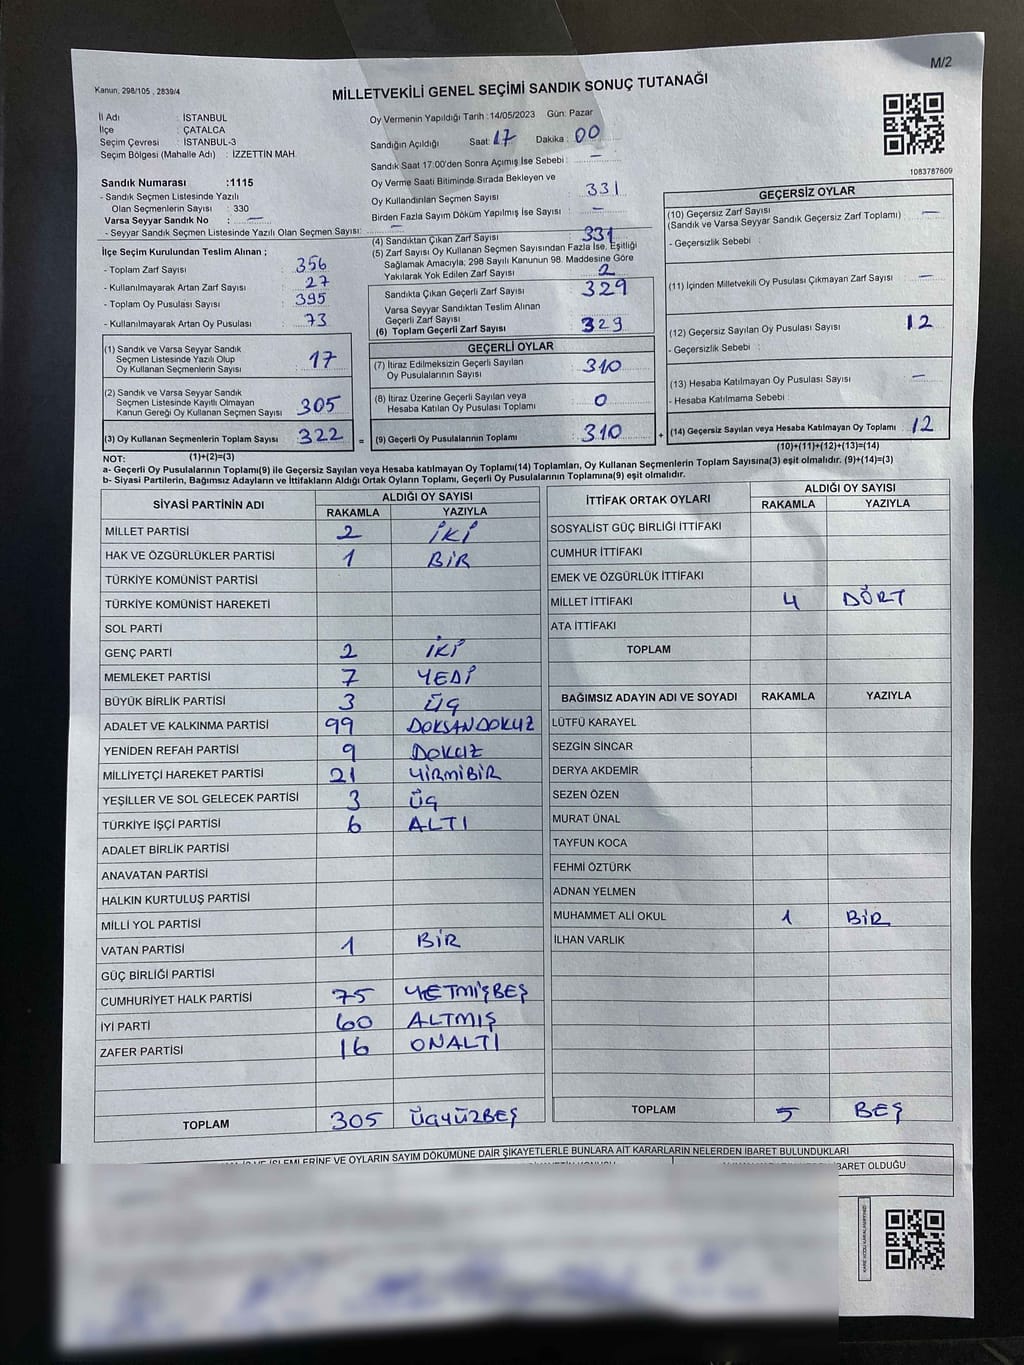 M/2
Kanun, 298/105 , 2839/4
MİLLETVEKİLİ GENEL SEÇİMİ SANDIK SONUÇ TUTANAĞI
İl Adı : İSTANBUL
İlçe : ÇATALCA
Seçim Çevresi : İSTANBUL-3
Seçim Bölgesi (Mahalle Adı) : İZZETTİN MAH.
Oy Vermenin Yapıldığı Tarih : 14/05/2023 Gün: Pazar
Sandığın Açıldığı Saat: 17 Dakika : 00
Sandık Saat 17:00'den Sonra Açımış İse Sebebi : —
Oy Verme Saati Bitiminde Sırada Bekleyen ve
Oy Kullandırılan Seçmen Sayısı : 331
Birden Fazla Sayım Döküm Yapılmış İse Sayısı : —
1083787609
Sandık Numarası :1115
- Sandık Seçmen Listesinde Yazılı
Olan Seçmenlerin Sayısı : 330
Varsa Seyyar Sandık No : —
- Seyyar Sandık Seçmen Listesinde Yazılı Olan Seçmen Sayısı: —
İlçe Seçim Kurulundan Teslim Alınan ;
- Toplam Zarf Sayısı : 356
- Kullanılmayarak Artan Zarf Sayısı : 27
- Toplam Oy Pusulası Sayısı : 395
- Kullanılmayarak Artan Oy Pusulası : 73
(1) Sandık ve Varsa Seyyar Sandık
Seçmen Listesinde Yazılı Olup
Oy Kullanan Seçmenlerin Sayısı : 17
(2) Sandık ve Varsa Seyyar Sandık
Seçmen Listesinde Kayıtlı Olmayan
Kanun Gereği Oy Kullanan Seçmen Sayısı : 305
(3) Oy Kullanan Seçmenlerin Toplam Sayısı : 322
(1)+(2)=(3)
(4) Sandıktan Çıkan Zarf Sayısı : 331
(5) Zarf Sayısı Oy Kullanan Seçmen Sayısından Fazla İse, Eşitliği
Sağlamak Amacıyla; 298 Sayılı Kanunun 98. Maddesine Göre
Yakılarak Yok Edilen Zarf Sayısı : 2
Sandıkta Çıkan Geçerli Zarf Sayısı : 329
Varsa Seyyar Sandıktan Teslim Alınan
Geçerli Zarf Sayısı :
(6) Toplam Geçerli Zarf Sayısı : 329
GEÇERLİ OYLAR
(7) İtiraz Edilmeksizin Geçerli Sayılan
Oy Pusulalarının Sayısı : 310
(8) İtiraz Üzerine Geçerli Sayılan veya
Hesaba Katılan Oy Pusulası Toplamı : 0
= (9) Geçerli Oy Pusulalarının Toplamı : 310 +
GEÇERSİZ OYLAR
(10) Geçersiz Zarf Sayısı : —
(Sandık ve Varsa Seyyar Sandık Geçersiz Zarf Toplamı)
- Geçersizlik Sebebi :
(11) İçinden Milletvekili Oy Pusulası Çıkmayan Zarf Sayısı : —
(12) Geçersiz Sayılan Oy Pusulası Sayısı : 12
- Geçersizlik Sebebi :
(13) Hesaba Katılmayan Oy Pusulası Sayısı : —
- Hesaba Katılmama Sebebi :
(14) Geçersiz Sayılan veya Hesaba Katılmayan Oy Toplamı : 12
(10)+(11)+(12)+(13)=(14)
NOT:
a- Geçerli Oy Pusulalarının Toplamı(9) ile Geçersiz Sayılan veya Hesaba katılmayan Oy Toplamı(14) Toplamları, Oy Kullanan Seçmenlerin Toplam Sayısına(3) eşit olmalıdır. (9)+(14)=(3)
b- Siyasi Partilerin, Bağımsız Adayların ve İttifakların Aldığı Ortak Oyların Toplamı, Geçerli Oy Pusulalarının Toplamına(9) eşit olmalıdır.
SİYASİ PARTİNİN ADI
ALDIĞI OY SAYISI
RAKAMLA YAZIYLA
MİLLET PARTİSİ 2 İKİ
HAK VE ÖZGÜRLÜKLER PARTİSİ 1 BİR
TÜRKİYE KOMÜNİST PARTİSİ
TÜRKİYE KOMÜNİST HAREKETİ
SOL PARTİ
GENÇ PARTİ 2 İKİ
MEMLEKET PARTİSİ 7 YEDİ
BÜYÜK BİRLİK PARTİSİ 3 ÜÇ
ADALET VE KALKINMA PARTİSİ 99 DOKSANDOKUZ
YENİDEN REFAH PARTİSİ 9 DOKUZ
MİLLİYETÇİ HAREKET PARTİSİ 21 YİRMİBİR
YEŞİLLER VE SOL GELECEK PARTİSİ 3 ÜÇ
TÜRKİYE İŞÇİ PARTİSİ 6 ALTI
ADALET BİRLİK PARTİSİ
ANAVATAN PARTİSİ
HALKIN KURTULUŞ PARTİSİ
MİLLİ YOL PARTİSİ
VATAN PARTİSİ 1 BİR
GÜÇ BİRLİĞİ PARTİSİ
CUMHURİYET HALK PARTİSİ 75 YETMİŞBEŞ
İYİ PARTİ 60 ALTMIŞ
ZAFER PARTİSİ 16 ONALTI
TOPLAM 305 ÜÇYÜZBEŞ
İTTİFAK ORTAK OYLARI
ALDIĞI OY SAYISI
RAKAMLA YAZIYLA
SOSYALIST GÜÇ BİRLİĞİ İTTİFAKI
CUMHUR İTTİFAKI
EMEK VE ÖZGÜRLÜK İTTİFAKI
MİLLET İTTİFAKI 4 DÖRT
ATA İTTİFAKI
TOPLAM
BAĞIMSIZ ADAYIN ADI VE SOYADI RAKAMLA YAZIYLA
LÜTFÜ KARAYEL
SEZGİN SİNCAR
DERYA AKDEMİR
SEZEN ÖZEN
MURAT ÜNAL
TAYFUN KOCA
FEHMİ ÖZTÜRK
ADNAN YELMEN
MUHAMMET ALİ OKUL 1 BİR
İLHAN VARLIK
TOPLAM 5 BEŞ
VE OYLARIN SAYIM DÖKÜMÜNE DAİR ŞİKAYETLERLE BUNLARA AİT KARARLARIN NELERDEN İBARET BULUNDUKLARI
OLDUĞU